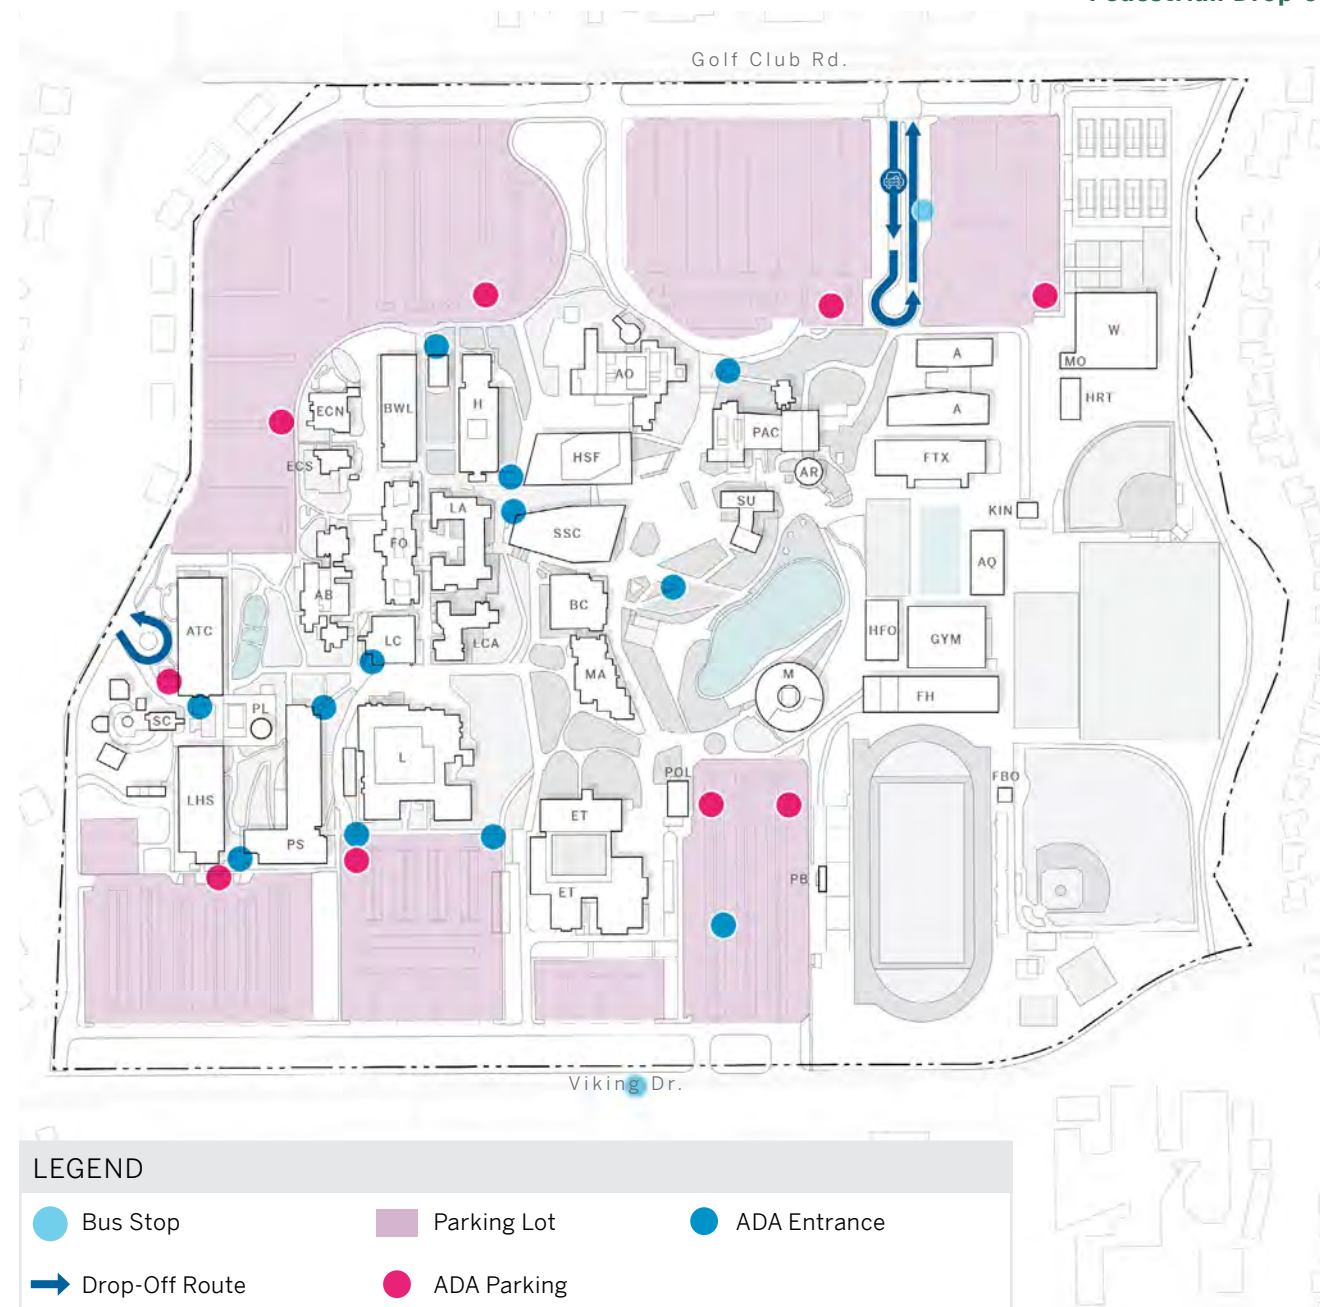 Golf Club Rd.
W
A
MO
AO
HRT
ECN
BWL
H
A
PAC
HSF
FTX
ECS
AR
SU
LA
KIN
SSC
FO
AQ
AB
BC
ATC
HFO
GYM
LC
LCA
MA
M
FH
PL
SC
L
POL
FBO
LHS
ET
PS
PB
ET
Viking Dr.
LEGEND
Bus Stop
Parking Lot
ADA Entrance
Drop-Off Route
ADA Parking